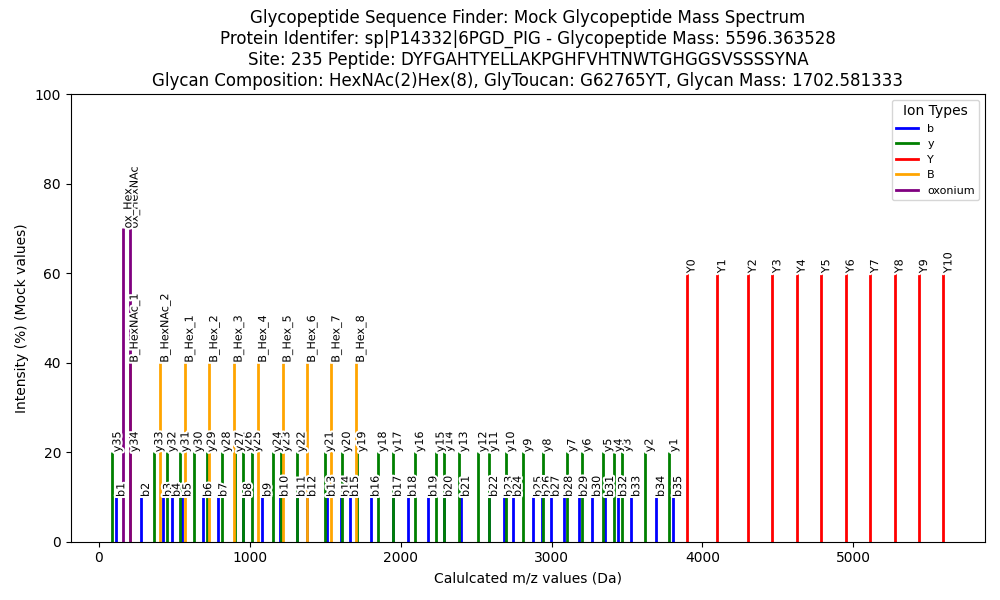 Glycopeptide Sequence Finder: Mock Glycopeptide Mass Spectrum
Protein Identifer: sp|P14332|6PGD_PIG - Glycopeptide Mass: 5596.363528
Site: 235 Peptide: DYFGAHTYELLAKPGHFVHTNWTGHGGSVSSSSYNA
Glycan Composition: HexNAc(2)Hex(8), GlyToucan: G62765YT, Glycan Mass: 1702.581333
Intensity (%) (Mock values)
100
80
60
40
20
0
Ion Types
b
y
Y
B
oxonium
ox_Hex
ox_HexNAc
Y0
Y1
Y2
Y3
Y4
Y5
Y6
Y7
Y8
Y9
Y10
B_HexNAc_1
B_HexNAc_2
B_Hex_1
B_Hex_2
B_Hex_3
B_Hex_4
B_Hex_5
B_Hex_6
B_Hex_7
B_Hex_8
y35
y34
y33
y32
y31
y30
y29
y28
y27
y26
y25
y24
y23
y22
y21
y20
y19
y18
y17
y16
y15
y14
y13
y12
y11
y10
y9
y8
y7
y6
y5
y4
y3
y2
y1
b1
b2
b3
b4
b5
b6
b7
b8
b9
b10
b11
b12
b13
b14
b15
b16
b17
b18
b19
b20
b21
b22
b23
b24
b25
b26
b27
b28
b29
b30
b31
b32
b33
b34
b35
0
1000
2000
3000
4000
5000
Calulcated m/z values (Da)